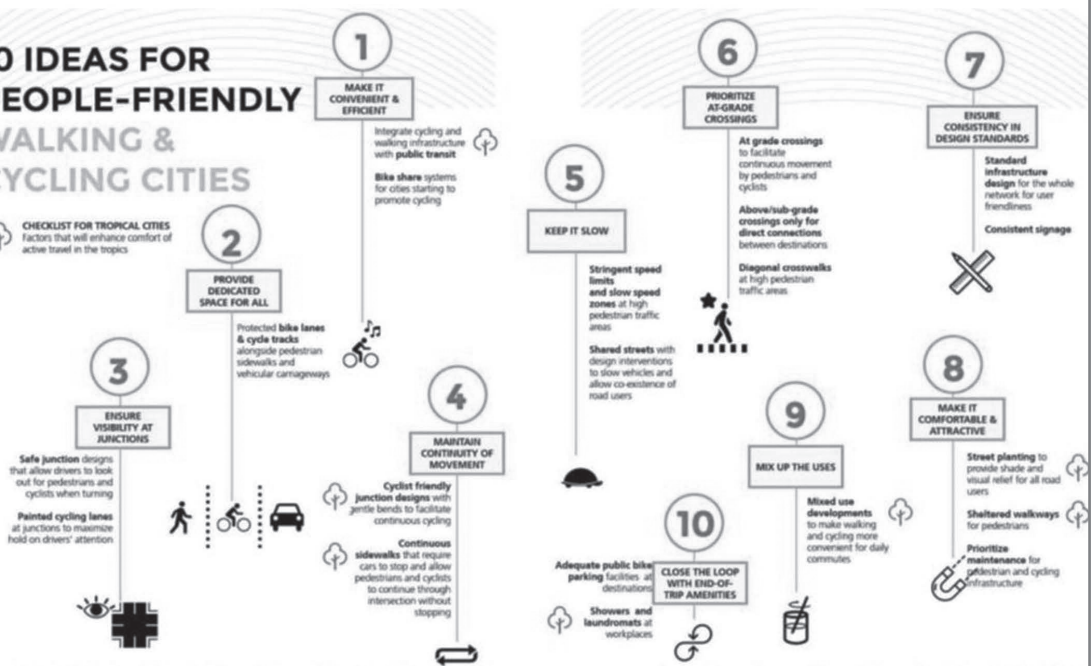 0 IDEAS FOR
EOPLE-FRIENDLY
WALKING &
CYCLING CITIES
CHECKLIST FOR TROPICAL CITIES
Factors that will enhance comfort of
active travel in the tropics
1
MAKE IT
CONVENIENT &
EFFICIENT
Integrate cycling and
walking infrastructure
with public transit
Bike share systems
for cities starting to
promote cycling
2
PROVIDE
DEDICATED
SPACE FOR ALL
Protected bike lanes
& cycle tracks
alongside pedestrian
sidewalks and
vehicular carriageways
3
ENSURE
VISIBILITY AT
JUNCTIONS
Safe junction designs
that allow drivers to look
out for pedestrians and
cyclists when turning
Painted cycling lanes
at junctions to maximize
hold on drivers' attention
4
MAINTAIN
CONTINUITY OF
MOVEMENT
Cyclist friendly
junction designs with
gentle bends to facilitate
continuous cycling
Continuous
sidewalks that require
cars to stop and allow
pedestrians and cyclists
to continue through
intersection without
stopping
5
KEEP IT SLOW
Stringent speed
limits
and slow speed
zones at high
pedestrian traffic
areas
Shared streets with
design interventions
to slow vehicles and
allow co-existence of
road users
6
PRIORITIZE
AT-GRADE
CROSSINGS
At grade crossings
to facilitate
continuous movement
by pedestrians and
cyclists
Above/sub-grade
crossings only for
direct connections
between destinations
Diagonal crosswalks
at high pedestrian
traffic areas
7
ENSURE
CONSISTENCY IN
DESIGN STANDARDS
Standard
infrastructure
design for the whole
network for user
friendliness
Consistent signage
8
MAKE IT
COMFORTABLE &
ATTRACTIVE
Street planting to
provide shade and
visual relief for all road
users
Sheltered walkways
for pedestrians
Prioritize
maintenance for
pedestrian and cycling
infrastructure
9
MIX UP THE USES
Mixed use
developments
to make walking
and cycling more
convenient for daily
commutes
10
CLOSE THE LOOP
WITH END-OF-
TRIP AMENITIES
Adequate public bike
parking facilities at
destinations
Showers and
laundromats at
workplaces